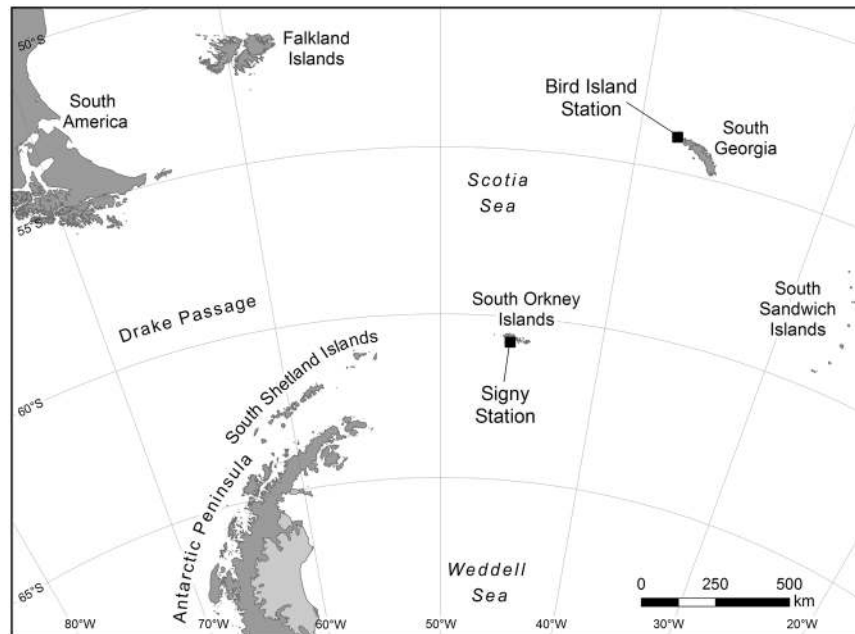 50°S
Falkland
Islands
South
America
Bird Island
Station
South
Georgia
Scotia
Sea
55°S
Drake Passage
South Orkney
Islands
South
Sandwich
Islands
South Shetland Islands
Signy
Station
60°S
Antarctic Peninsula
Weddell
Sea
0 250 500
km
65°S
80°W 70°W 60°W 50°W 40°W 30°W 20°W